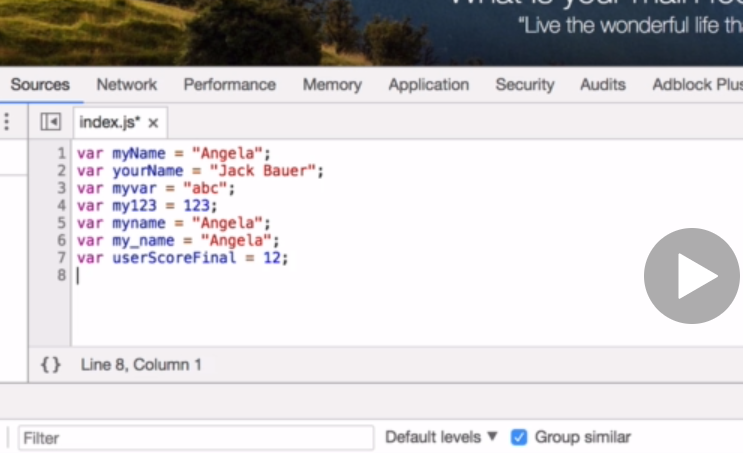 What is your main foc
“Live the wonderful life tha
Sources Network Performance Memory Application Security Audits Adblock Plus
index.js* ×
1 var myName = "Angela";
2 var yourName = "Jack Bauer";
3 var myvar = "abc";
4 var my123 = 123;
5 var myname = "Angela";
6 var my_name = "Angela";
7 var userScoreFinal = 12;
8
{} Line 8, Column 1
Filter Default levels ▼ Group similar